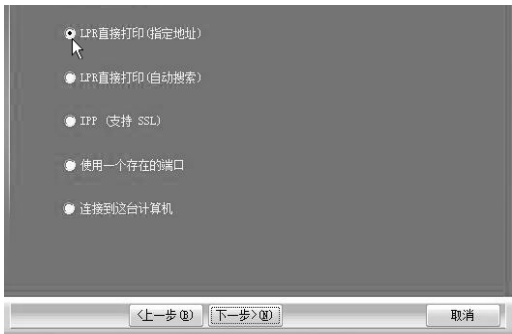 LPR直接打印(指定地址)
LPR直接打印(自动搜索)
IPP (支持 SSL)
使用一个存在的端口
连接到这台计算机
<上一步(B) 下一步>(N) 取消